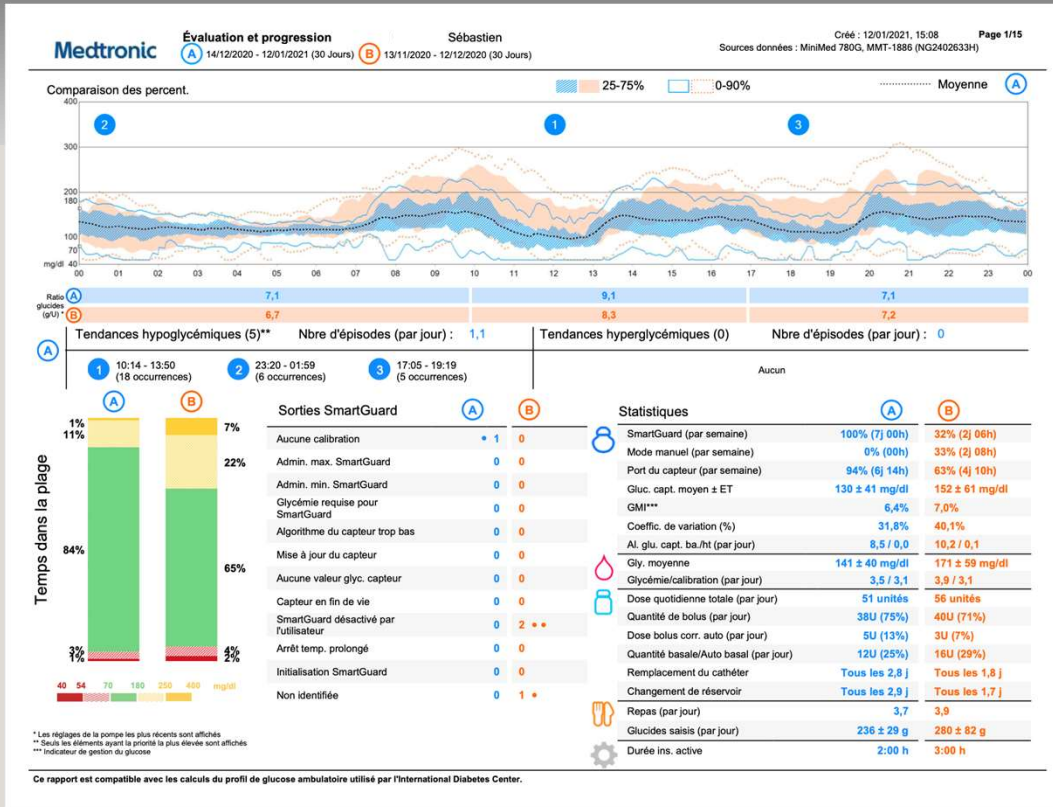 Medtronic
Évaluation et progression Sébastien
A 14/12/2020 - 12/01/2021 (30 Jours) B 13/11/2020 - 12/12/2020 (30 Jours)
Créé : 12/01/2021, 15:08 Page 1/15
Sources données : MiniMed 780G, MMT-1886 (NG2402633H)
Comparaison des percent. 25-75% 0-90% Moyenne A
400
2 1 3
300
200
180
100
70
mg/dl 40
00 01 02 03 04 05 06 07 08 09 10 11 12 13 14 15 16 17 18 19 20 21 22 23 00
Ratio glucides (g/U) *
A 7,1 9,1 7,1
B 6,7 8,3 7,2
A
Tendances hypoglycémiques (5)** Nbre d'épisodes (par jour) : 1,1 Tendances hyperglycémiques (0) Nbre d'épisodes (par jour) : 0
1 10:14 - 13:50 (18 occurrences) 2 23:20 - 01:59 (6 occurrences) 3 17:05 - 19:19 (5 occurrences) Aucun
Temps dans la plage
A B
1% 7%
11% 22%
84% 65%
3% 4%
1% 2%
40 54 70 180 250 400 mg/dl
Sorties SmartGuard A B
Aucune calibration 1 0
Admin. max. SmartGuard 0 0
Admin. min. SmartGuard 0 0
Glycémie requise pour SmartGuard 0 0
Algorithme du capteur trop bas 0 0
Mise à jour du capteur 0 0
Aucune valeur glyc. capteur 0 0
Capteur en fin de vie 0 0
SmartGuard désactivé par l'utilisateur 0 2
Arrêt temp. prolongé 0 0
Initialisation SmartGuard 0 0
Non identifiée 0 1
Statistiques A B
SmartGuard (par semaine) 100% (7j 00h) 32% (2j 06h)
Mode manuel (par semaine) 0% (00h) 33% (2j 08h)
Port du capteur (par semaine) 94% (6j 14h) 63% (4j 10h)
Gluc. capt. moyen ± ET 130 ± 41 mg/dl 152 ± 61 mg/dl
GMI*** 6,4% 7,0%
Coeffic. de variation (%) 31,8% 40,1%
Al. glu. capt. ba./ht (par jour) 8,5 / 0,0 10,2 / 0,1
Gly. moyenne 141 ± 40 mg/dl 171 ± 59 mg/dl
Glycémie/calibration (par jour) 3,5 / 3,1 3,9 / 3,1
Dose quotidienne totale (par jour) 51 unités 56 unités
Quantité de bolus (par jour) 38U (75%) 40U (71%)
Dose bolus corr. auto (par jour) 5U (13%) 3U (7%)
Quantité basale/Auto basal (par jour) 12U (25%) 16U (29%)
Remplacement du cathéter Tous les 2,8 j Tous les 1,8 j
Changement de réservoir Tous les 2,9 j Tous les 1,7 j
Repas (par jour) 3,7 3,9
Glucides saisis (par jour) 236 ± 29 g 280 ± 82 g
Durée ins. active 2:00 h 3:00 h
* Les réglages de la pompe les plus récents sont affichés
** Seuls les éléments ayant la priorité la plus élevée sont affichés
*** Indicateur de gestion du glucose
Ce rapport est compatible avec les calculs du profil de glucose ambulatoire utilisé par l'International Diabetes Center.